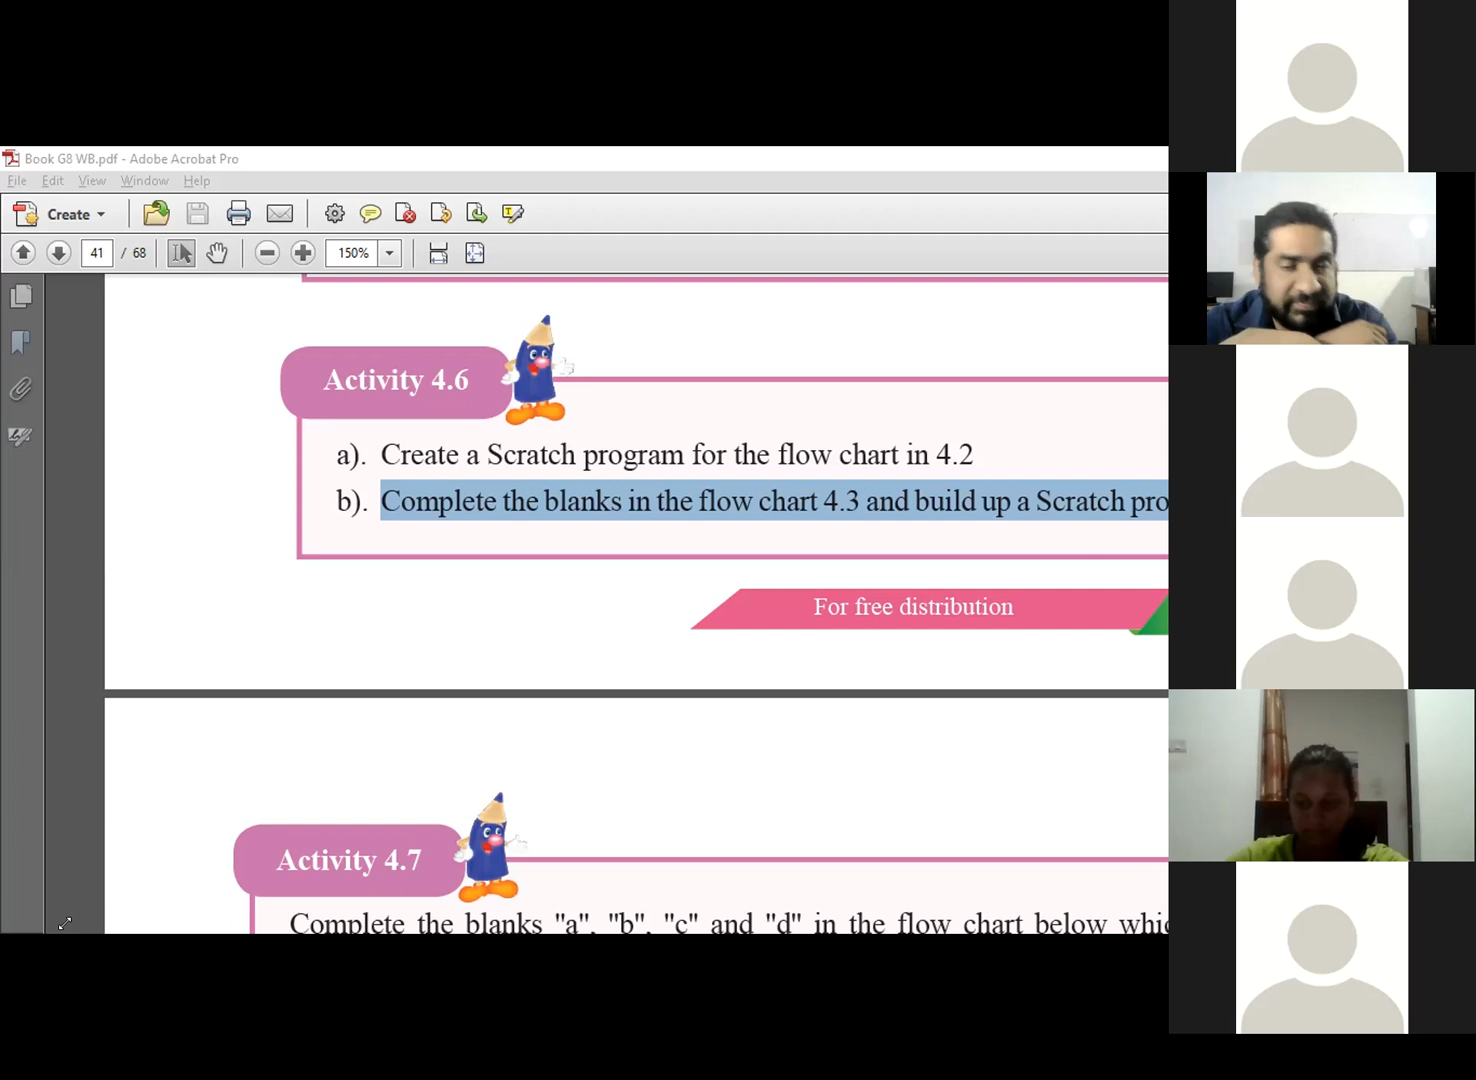 Book G8 WB.pdf - Adobe Acrobat Pro
File Edit View Window Help
Create
41 / 68 150%
Activity 4.6
a). Create a Scratch program for the flow chart in 4.2
b). Complete the blanks in the flow chart 4.3 and build up a Scratch pro
For free distribution
Activity 4.7
Complete the blanks "a", "b", "c" and "d" in the flow chart below whic